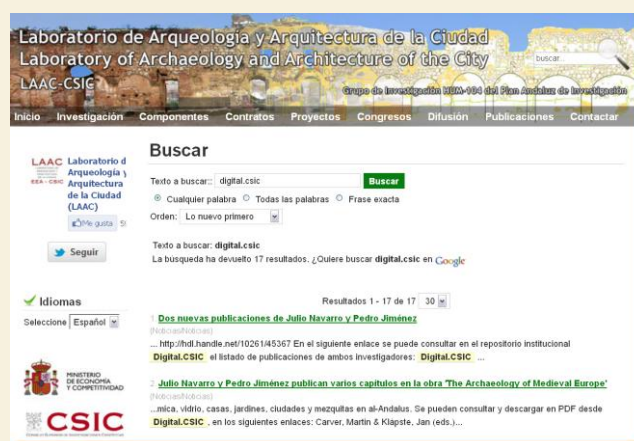 Laboratorio de Arqueología y Arquitectura de la Ciudad
Laboratory of Archaeology and Architecture of the City
LAAC-CSIC
buscar...
Grupo de Investigación HUM-104 del Plan Andaluz de Investigación
Inicio Investigación Componentes Contratos Proyectos Congresos Difusión Publicaciones Contactar
LAAC
EEA - CSIC
Laboratorio d
Arqueología y
Arquitectura
de la Ciudad
(LAAC)
Me gusta
Seguir
Idiomas
Seleccione Español
MINISTERIO
DE ECONOMÍA
Y COMPETITIVIDAD
CSIC
Buscar
Texto a buscar:: digital.csic Buscar
Cualquier palabra Todas las palabras Frase exacta
Orden: Lo nuevo primero
Texto a buscar: digital.csic
La búsqueda ha devuelto 17 resultados. ¿Quiere buscar digital.csic en Google
Resultados 1 - 17 de 17 30
1. Dos nuevas publicaciones de Julio Navarro y Pedro Jiménez
(Noticias/Noticias)
... http://hdl.handle.net/10261/45367 En el siguiente enlace se puede consultar en el repositorio institucional
Digital.CSIC el listado de publicaciones de ambos investigadores: Digital.CSIC ...
2. Julio Navarro y Pedro Jiménez publican varios capítulos en la obra 'The Archaeology of Medieval Europe'
(Noticias/Noticias)
...mica, vidrio, casas, jardines, ciudades y mezquitas en al-Andalus. Se pueden consultar y descargar en PDF desde
Digital.CSIC , en los siguientes enlaces: Carver, Martin & Klápste, Jan (eds.)...